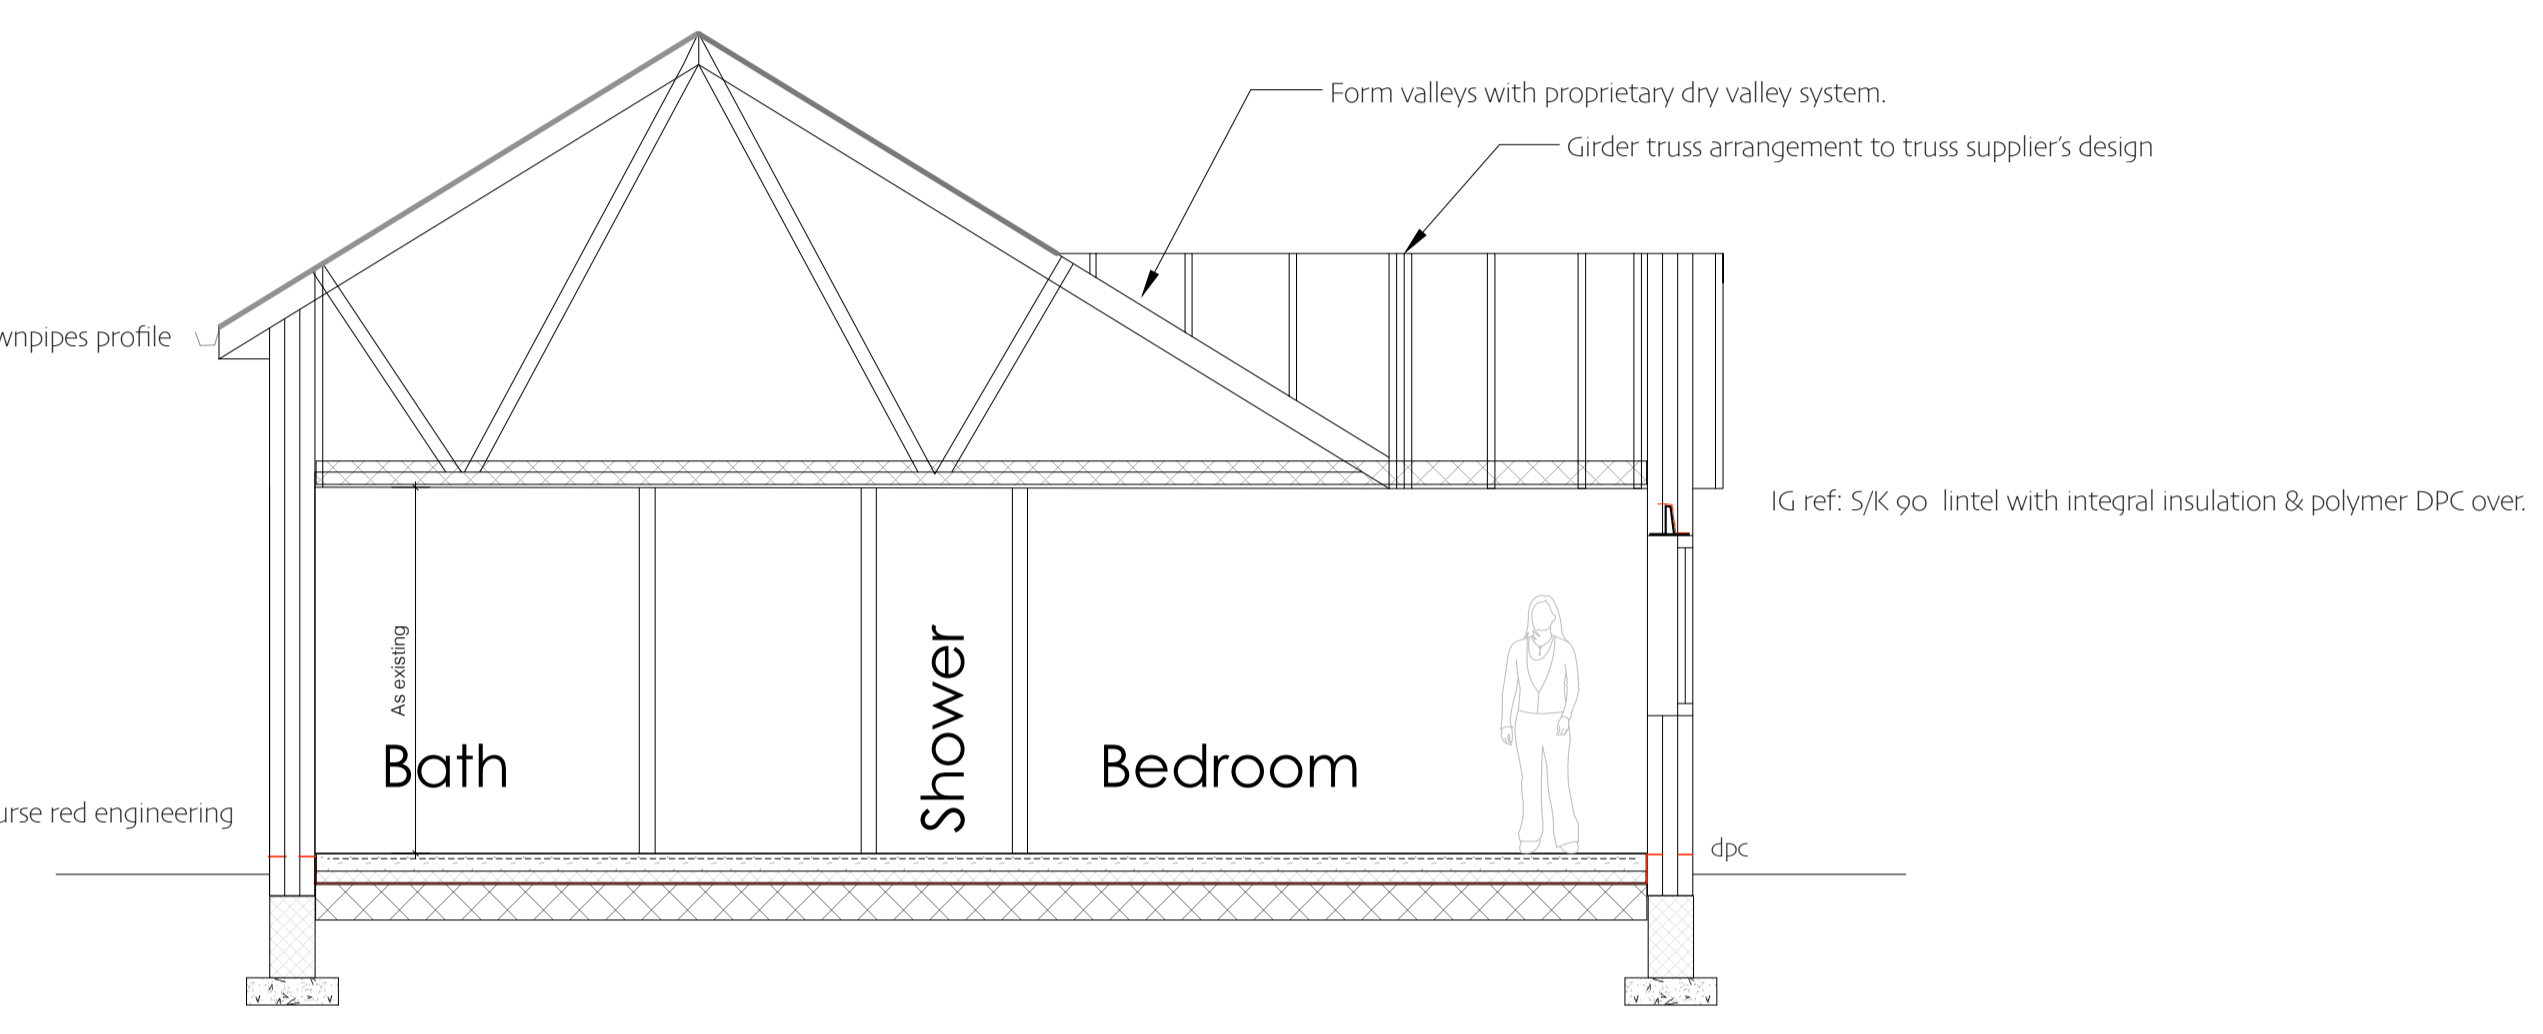 Form valleys with proprietary dry valley system.
Girder truss arrangement to truss supplier's design
wnpipes profile
IG ref: S/K 90 lintel with integral insulation & polymer DPC over.
As existing
Shower
Bath
Bedroom
urse red engineering
dpc